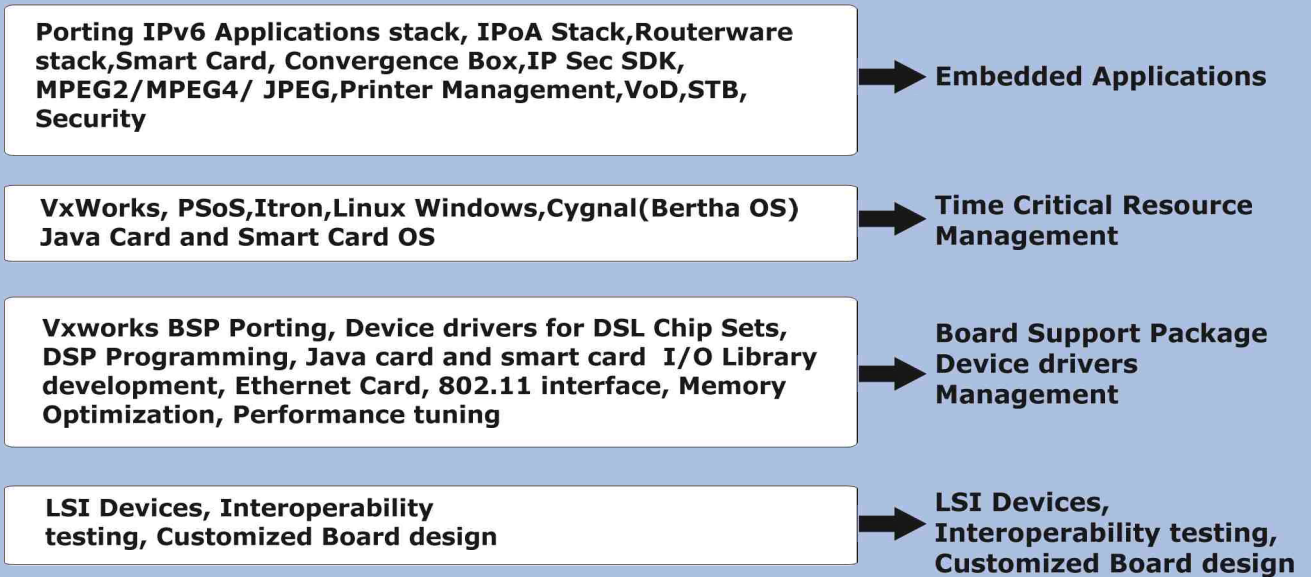 Porting IPv6 Applications stack, IPoA Stack,Routerware
stack,Smart Card, Convergence Box,IP Sec SDK,
MPEG2/MPEG4/ JPEG,Printer Management,VoD,STB,
Security
Embedded Applications
VxWorks, PSoS,Itron,Linux Windows,Cygnal(Bertha OS)
Java Card and Smart Card OS
Time Critical Resource
Management
Vxworks BSP Porting, Device drivers for DSL Chip Sets,
DSP Programming, Java card and smart card  I/O Library
development, Ethernet Card, 802.11 interface, Memory
Optimization, Performance tuning
Board Support Package
Device drivers
Management
LSI Devices, Interoperability
testing, Customized Board design
LSI Devices,
Interoperability testing,
Customized Board design